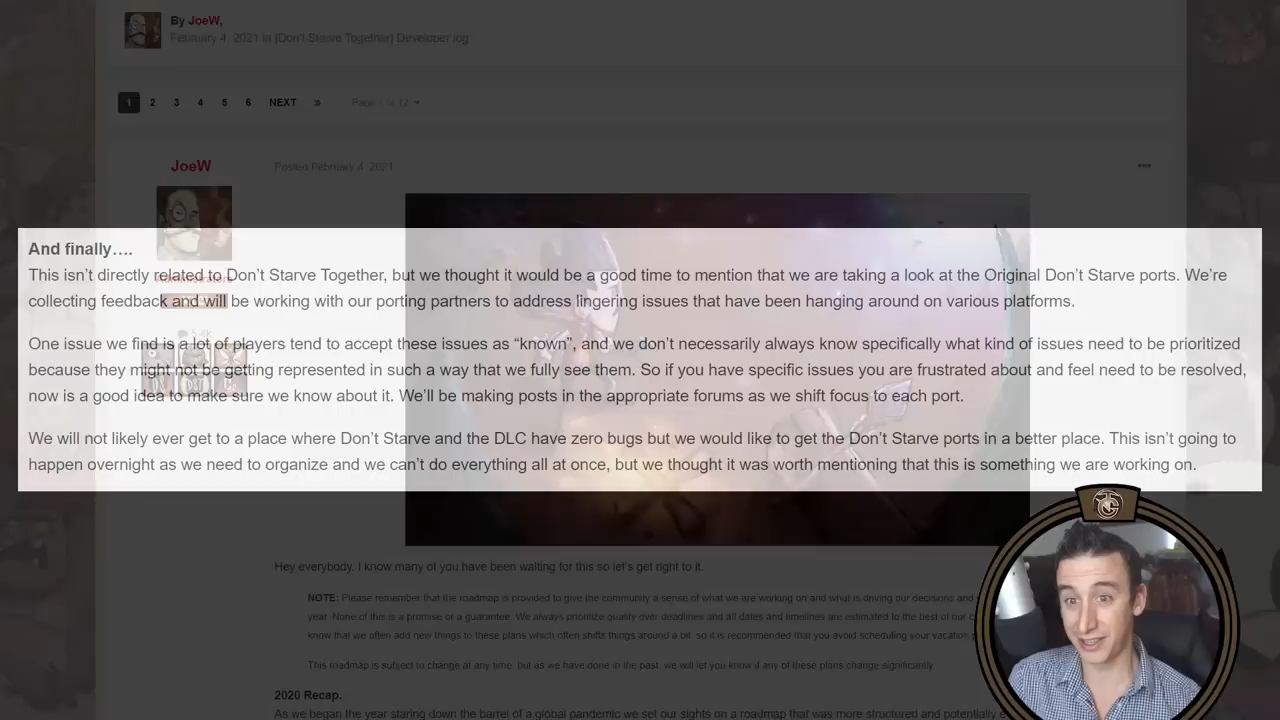 By JoeW,
February 4, 2021 in [Don't Starve Together] Developer log
1 2 3 4 5 6 NEXT » Page 1 of 12
JoeW
Posted February 4, 2021
And finally….
This isn’t directly related to Don’t Starve Together, but we thought it would be a good time to mention that we are taking a look at the Original Don’t Starve ports. We’re
collecting feedback and will be working with our porting partners to address lingering issues that have been hanging around on various platforms.
One issue we find is a lot of players tend to accept these issues as “known”, and we don’t necessarily always know specifically what kind of issues need to be prioritized
because they might not be getting represented in such a way that we fully see them. So if you have specific issues you are frustrated about and feel need to be resolved,
now is a good idea to make sure we know about it. We’ll be making posts in the appropriate forums as we shift focus to each port.
We will not likely ever get to a place where Don’t Starve and the DLC have zero bugs but we would like to get the Don’t Starve ports in a better place. This isn’t going to
happen overnight as we need to organize and we can’t do everything all at once, but we thought it was worth mentioning that this is something we are working on.
Hey everybody, I know many of you have been waiting for this so let's get right to it.
NOTE: Please remember that the roadmap is provided to give the community a sense of what we are working on and what is driving our decisions and
year. None of this is a promise or a guarantee. We always prioritize quality over deadlines and all dates and timelines are estimated to the best of our
know that we often add new things to these plans which often shifts things around a bit, so it is recommended that you avoid scheduling your vacation
This roadmap is subject to change at any time, but as we have done in the past, we will let you know if any of these plans change significantly
2020 Recap.
As we began the year staring down the barrel of a global pandemic we set our sights on a roadmap that was more structured and potentially